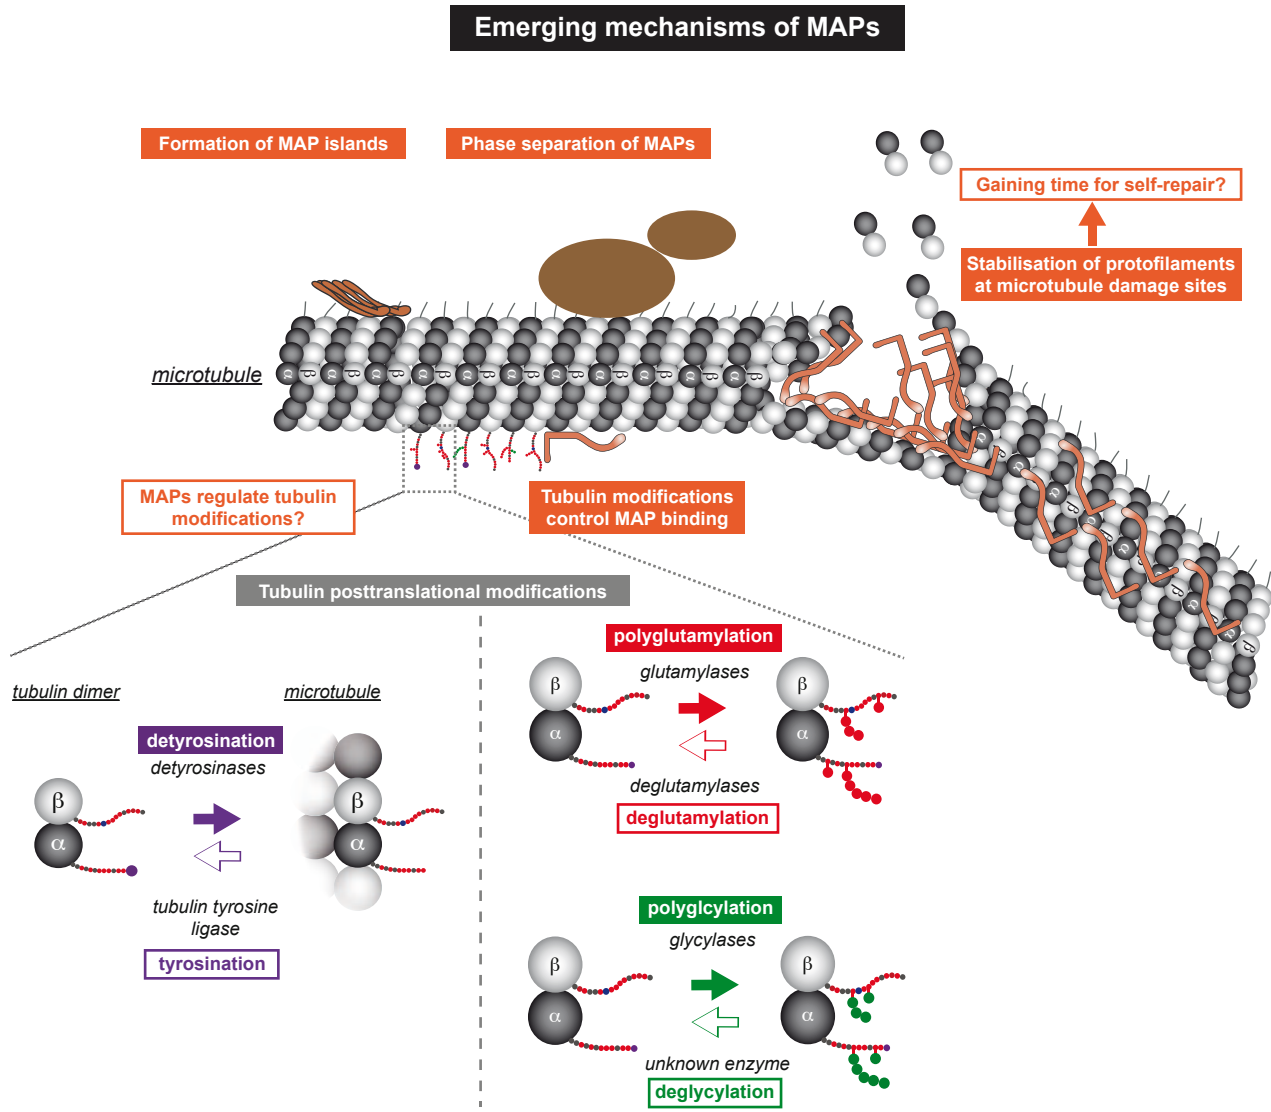 Emerging mechanisms of MAPs
Formation of MAP islands
Phase separation of MAPs
Gaining time for self-repair?
Stabilisation of protofilaments
at microtubule damage sites
microtubule
α β α β α β α β α β α β α β α β α β α β α β
MAPs regulate tubulin
modifications?
Tubulin modifications
control MAP binding
α β α β α β α β α β α β
Tubulin posttranslational modifications
tubulin dimer
microtubule
detyrosination
detyrosinases
β
α
β
α
tubulin tyrosine
ligase
tyrosination
polyglutamylation
glutamylases
β
α
β
α
deglutamylases
deglutamylation
polyglcylation
glycylases
β
α
β
α
unknown enzyme
deglycylation